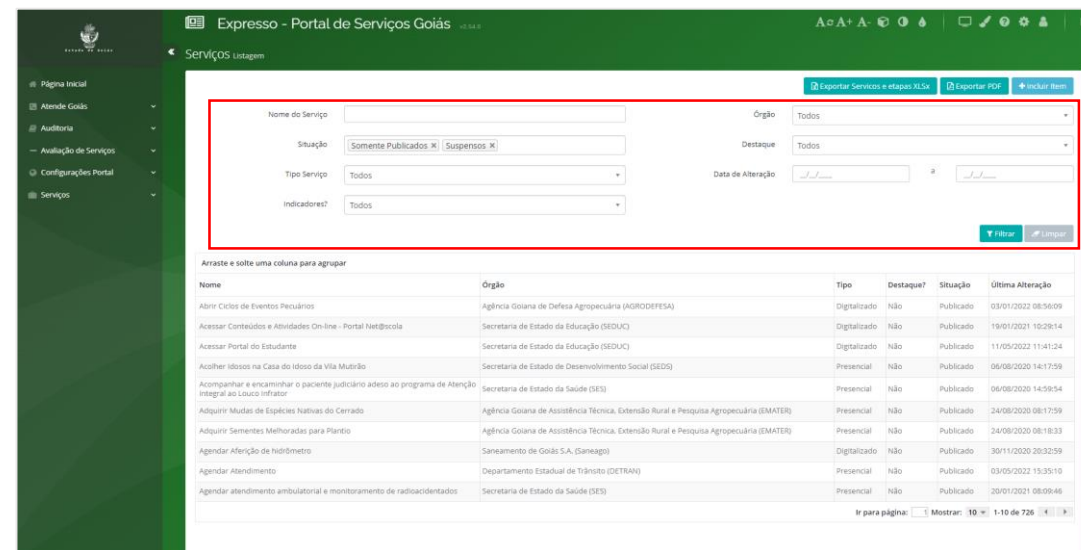 Expresso - Portal de Serviços Goiás
A A+ A-
ESTADO DE GOIÁS
Serviços Listagem
Página Inicial
Atende Goiás
Auditoria
Avaliação de Serviços
Configurações Portal
Serviços
Exportar Servicos e etapas XLSx Exportar PDF + Incluir Item
Nome do Serviço Órgão Todos
Situação Somente Publicados × Suspensos × Destaque Todos
Tipo Serviço Todos Data de Alteração __/__/____ a __/__/____
Indicadores? Todos
Filtrar Limpar
Arraste e solte uma coluna para agrupar
Nome Órgão Tipo Destaque? Situação Última Alteração
Abrir Ciclos de Eventos Pecuários Agência Goiana de Defesa Agropecuária (AGRODEFESA) Digitalizado Não Publicado 03/01/2022 08:56:09
Acessar Conteúdos e Atividades On-line - Portal Net@scola Secretaria de Estado da Educação (SEDUC) Digitalizado Não Publicado 19/01/2021 10:29:14
Acessar Portal do Estudante Secretaria de Estado da Educação (SEDUC) Digitalizado Não Publicado 11/05/2022 11:41:24
Acolher idosos na Casa do Idoso da Vila Mutirão Secretaria de Estado de Desenvolvimento Social (SEDS) Presencial Não Publicado 06/08/2020 14:17:59
Acompanhar e encaminhar o paciente judiciário adeso ao programa de Atenção
Integral ao Louco Infrator Secretaria de Estado da Saúde (SES) Presencial Não Publicado 06/08/2020 14:59:54
Adquirir Mudas de Espécies Nativas do Cerrado Agência Goiana de Assistência Técnica, Extensão Rural e Pesquisa Agropecuária (EMATER) Presencial Não Publicado 24/08/2020 08:17:59
Adquirir Sementes Melhoradas para Plantio Agência Goiana de Assistência Técnica, Extensão Rural e Pesquisa Agropecuária (EMATER) Presencial Não Publicado 24/08/2020 08:18:33
Agendar Aferição de hidrômetro Saneamento de Goiás S.A. (Saneago) Digitalizado Não Publicado 30/11/2020 20:32:59
Agendar Atendimento Departamento Estadual de Trânsito (DETRAN) Presencial Não Publicado 03/05/2022 15:35:10
Agendar atendimento ambulatorial e monitoramento de radioacidentados Secretaria de Estado da Saúde (SES) Presencial Não Publicado 20/01/2021 08:09:46
Ir para página: 1 Mostrar: 10 1-10 de 726